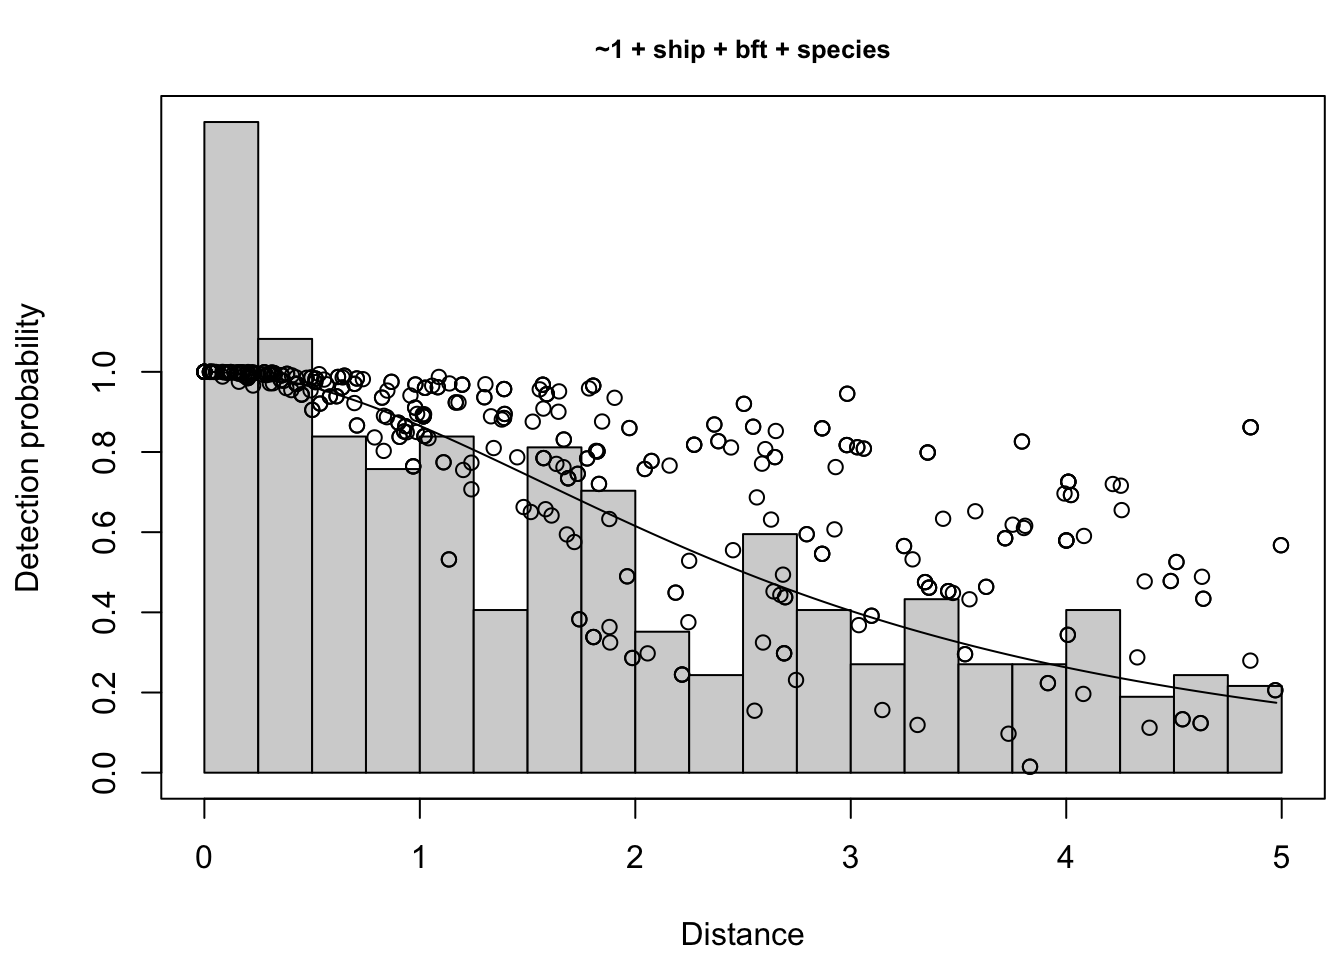 ~1 + ship + bft + species
Detection probability
1.0
0.8
0.6
0.4
0.2
0.0
0 1 2 3 4 5
Distance